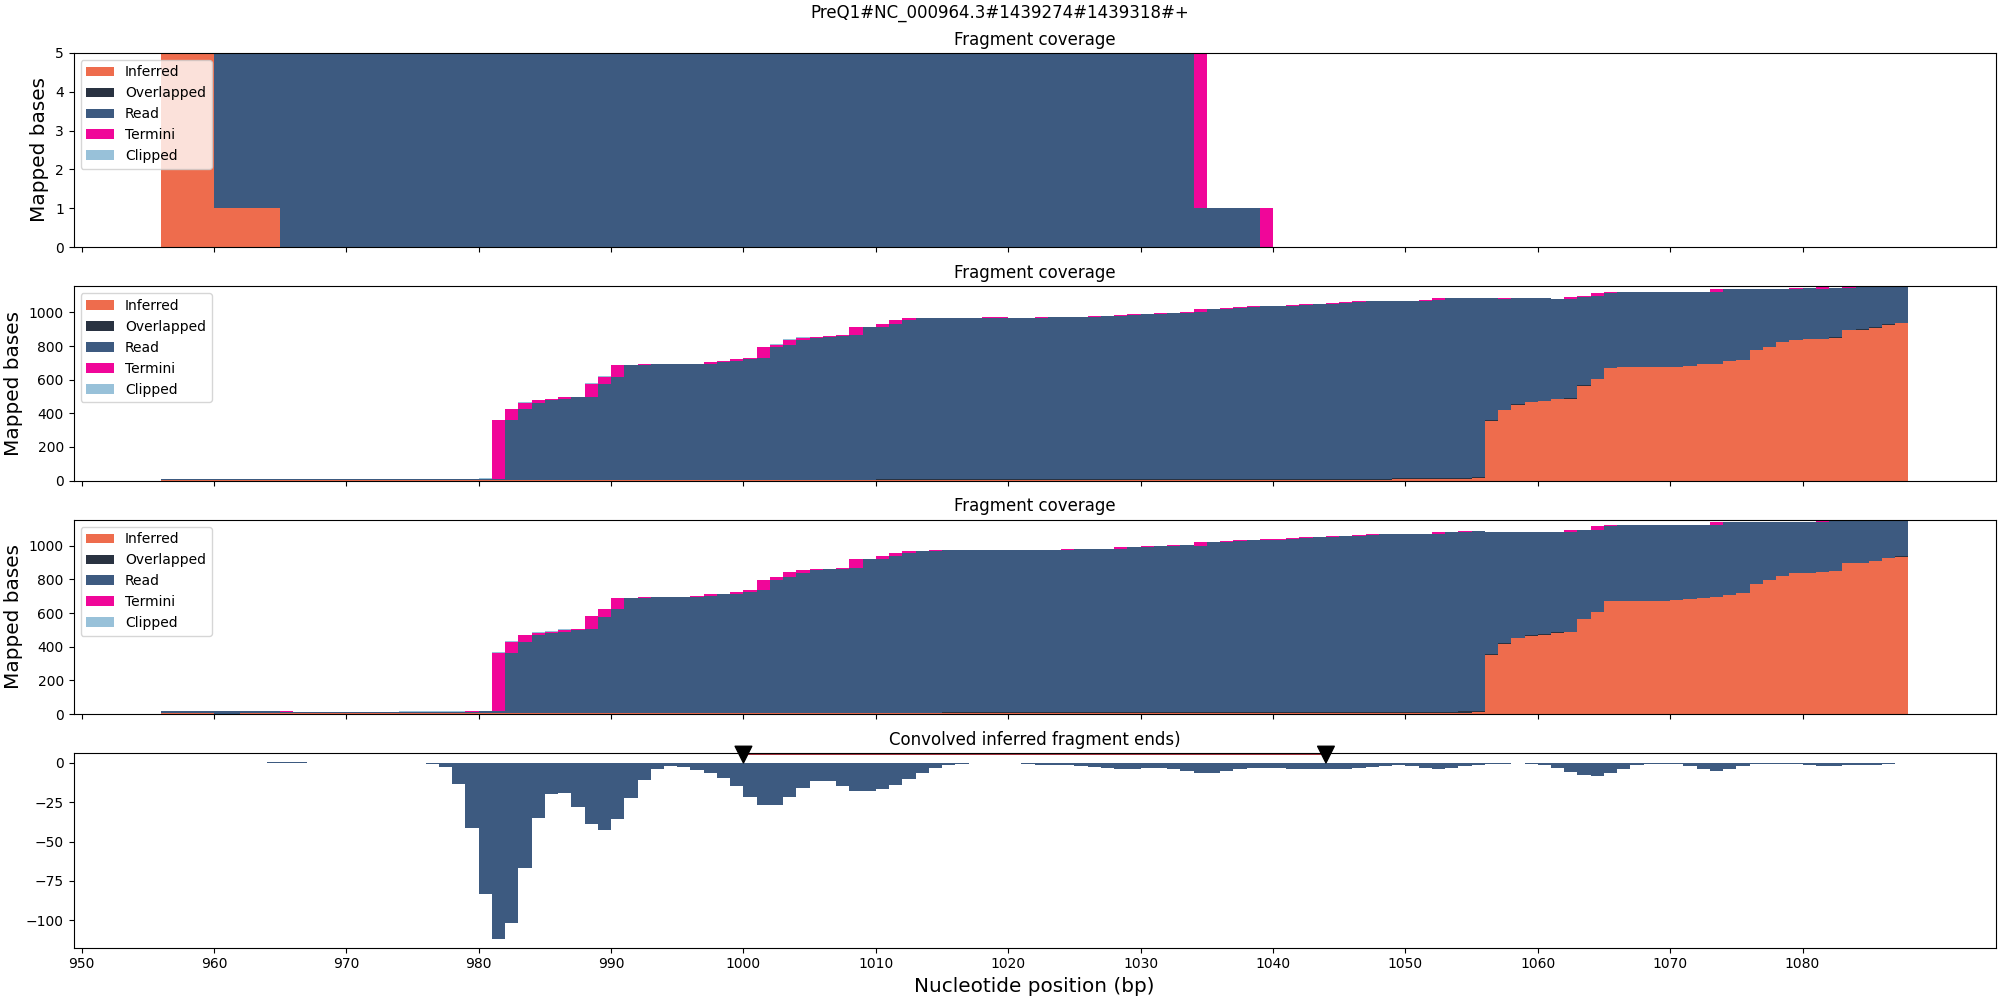 PreQ1#NC_000964.3#1439274#1439318#+
Fragment coverage
Mapped bases
5
4
3
2
1
0
Inferred
Overlapped
Read
Termini
Clipped
Fragment coverage
Mapped bases
1000
800
600
400
200
0
Inferred
Overlapped
Read
Termini
Clipped
Fragment coverage
Mapped bases
1000
800
600
400
200
0
Inferred
Overlapped
Read
Termini
Clipped
Convolved inferred fragment ends)
0
−25
−50
−75
−100
950 960 970 980 990 1000 1010 1020 1030 1040 1050 1060 1070 1080
Nucleotide position (bp)